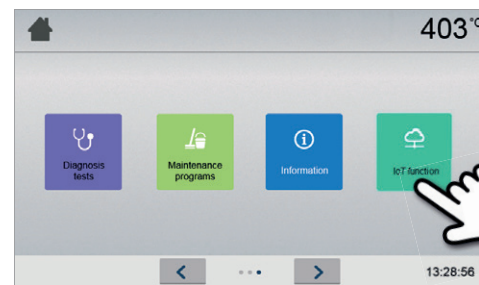 403°C
Diagnosis
tests
Maintenance
programs
Information
IoT function
13:28:56